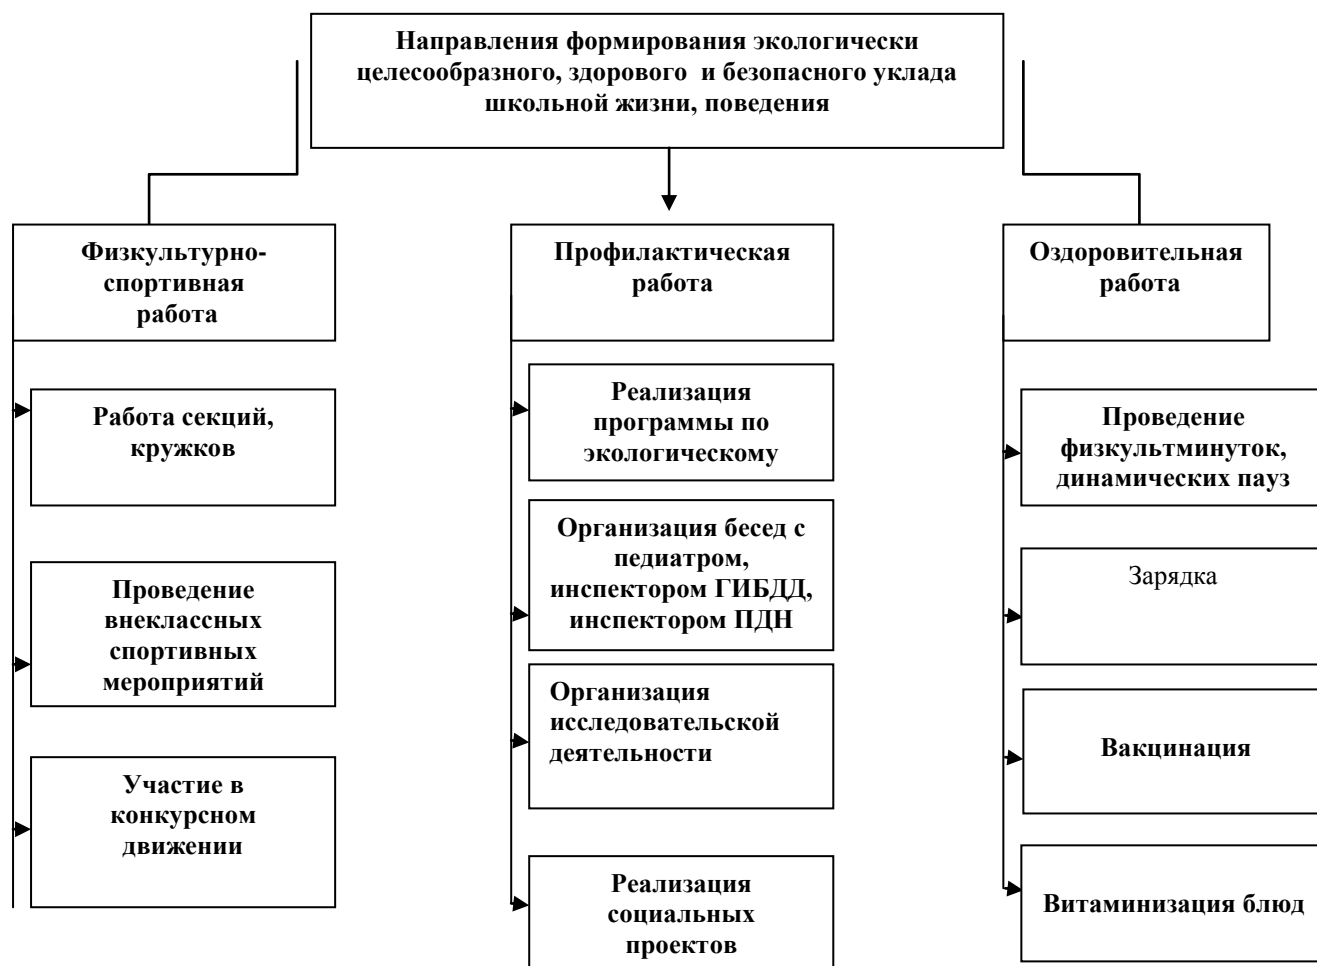 Направления формирования экологически
целесообразного, здорового и безопасного уклада
школьной жизни, поведения
Физкультурно-
спортивная
работа
Профилактическая
работа
Оздоровительная
работа
Работа секций,
кружков
Проведение
внеклассных
спортивных
мероприятий
Участие в
конкурсном
движении
Реализация
программы по
экологическому
Организация бесед с
педиатром,
инспектором ГИБДД,
инспектором ПДН
Организация
исследовательской
деятельности
Реализация
социальных
проектов
Проведение
физкультминуток,
динамических пауз
Зарядка
Вакцинация
Витаминизация блюд